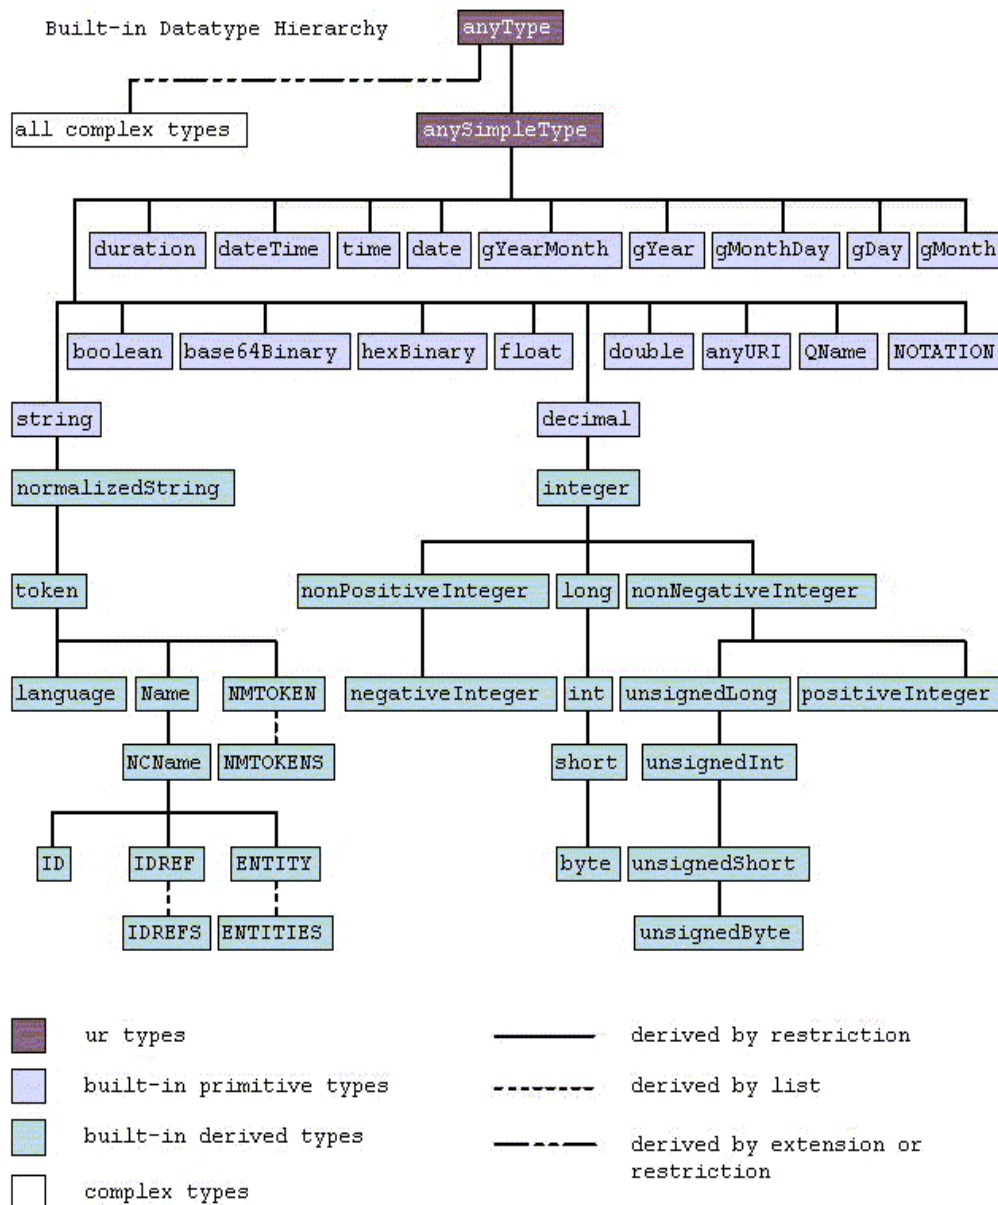 Built-in Datatype Hierarchy
anyType
all complex types
anySimpleType
duration
dateTime
time
date
gYearMonth
gYear
gMonthDay
gDay
gMonth
boolean
base64Binary
hexBinary
float
double
anyURI
QName
NOTATION
string
decimal
normalizedString
integer
token
nonPositiveInteger
long
nonNegativeInteger
language
Name
NMTOKEN
negativeInteger
int
unsignedLong
positiveInteger
NCName
NMTOKENS
short
unsignedInt
ID
IDREF
ENTITY
byte
unsignedShort
IDREFS
ENTITIES
unsignedByte
ur types
derived by restriction
built-in primitive types
derived by list
built-in derived types
derived by extension or
restriction
complex types